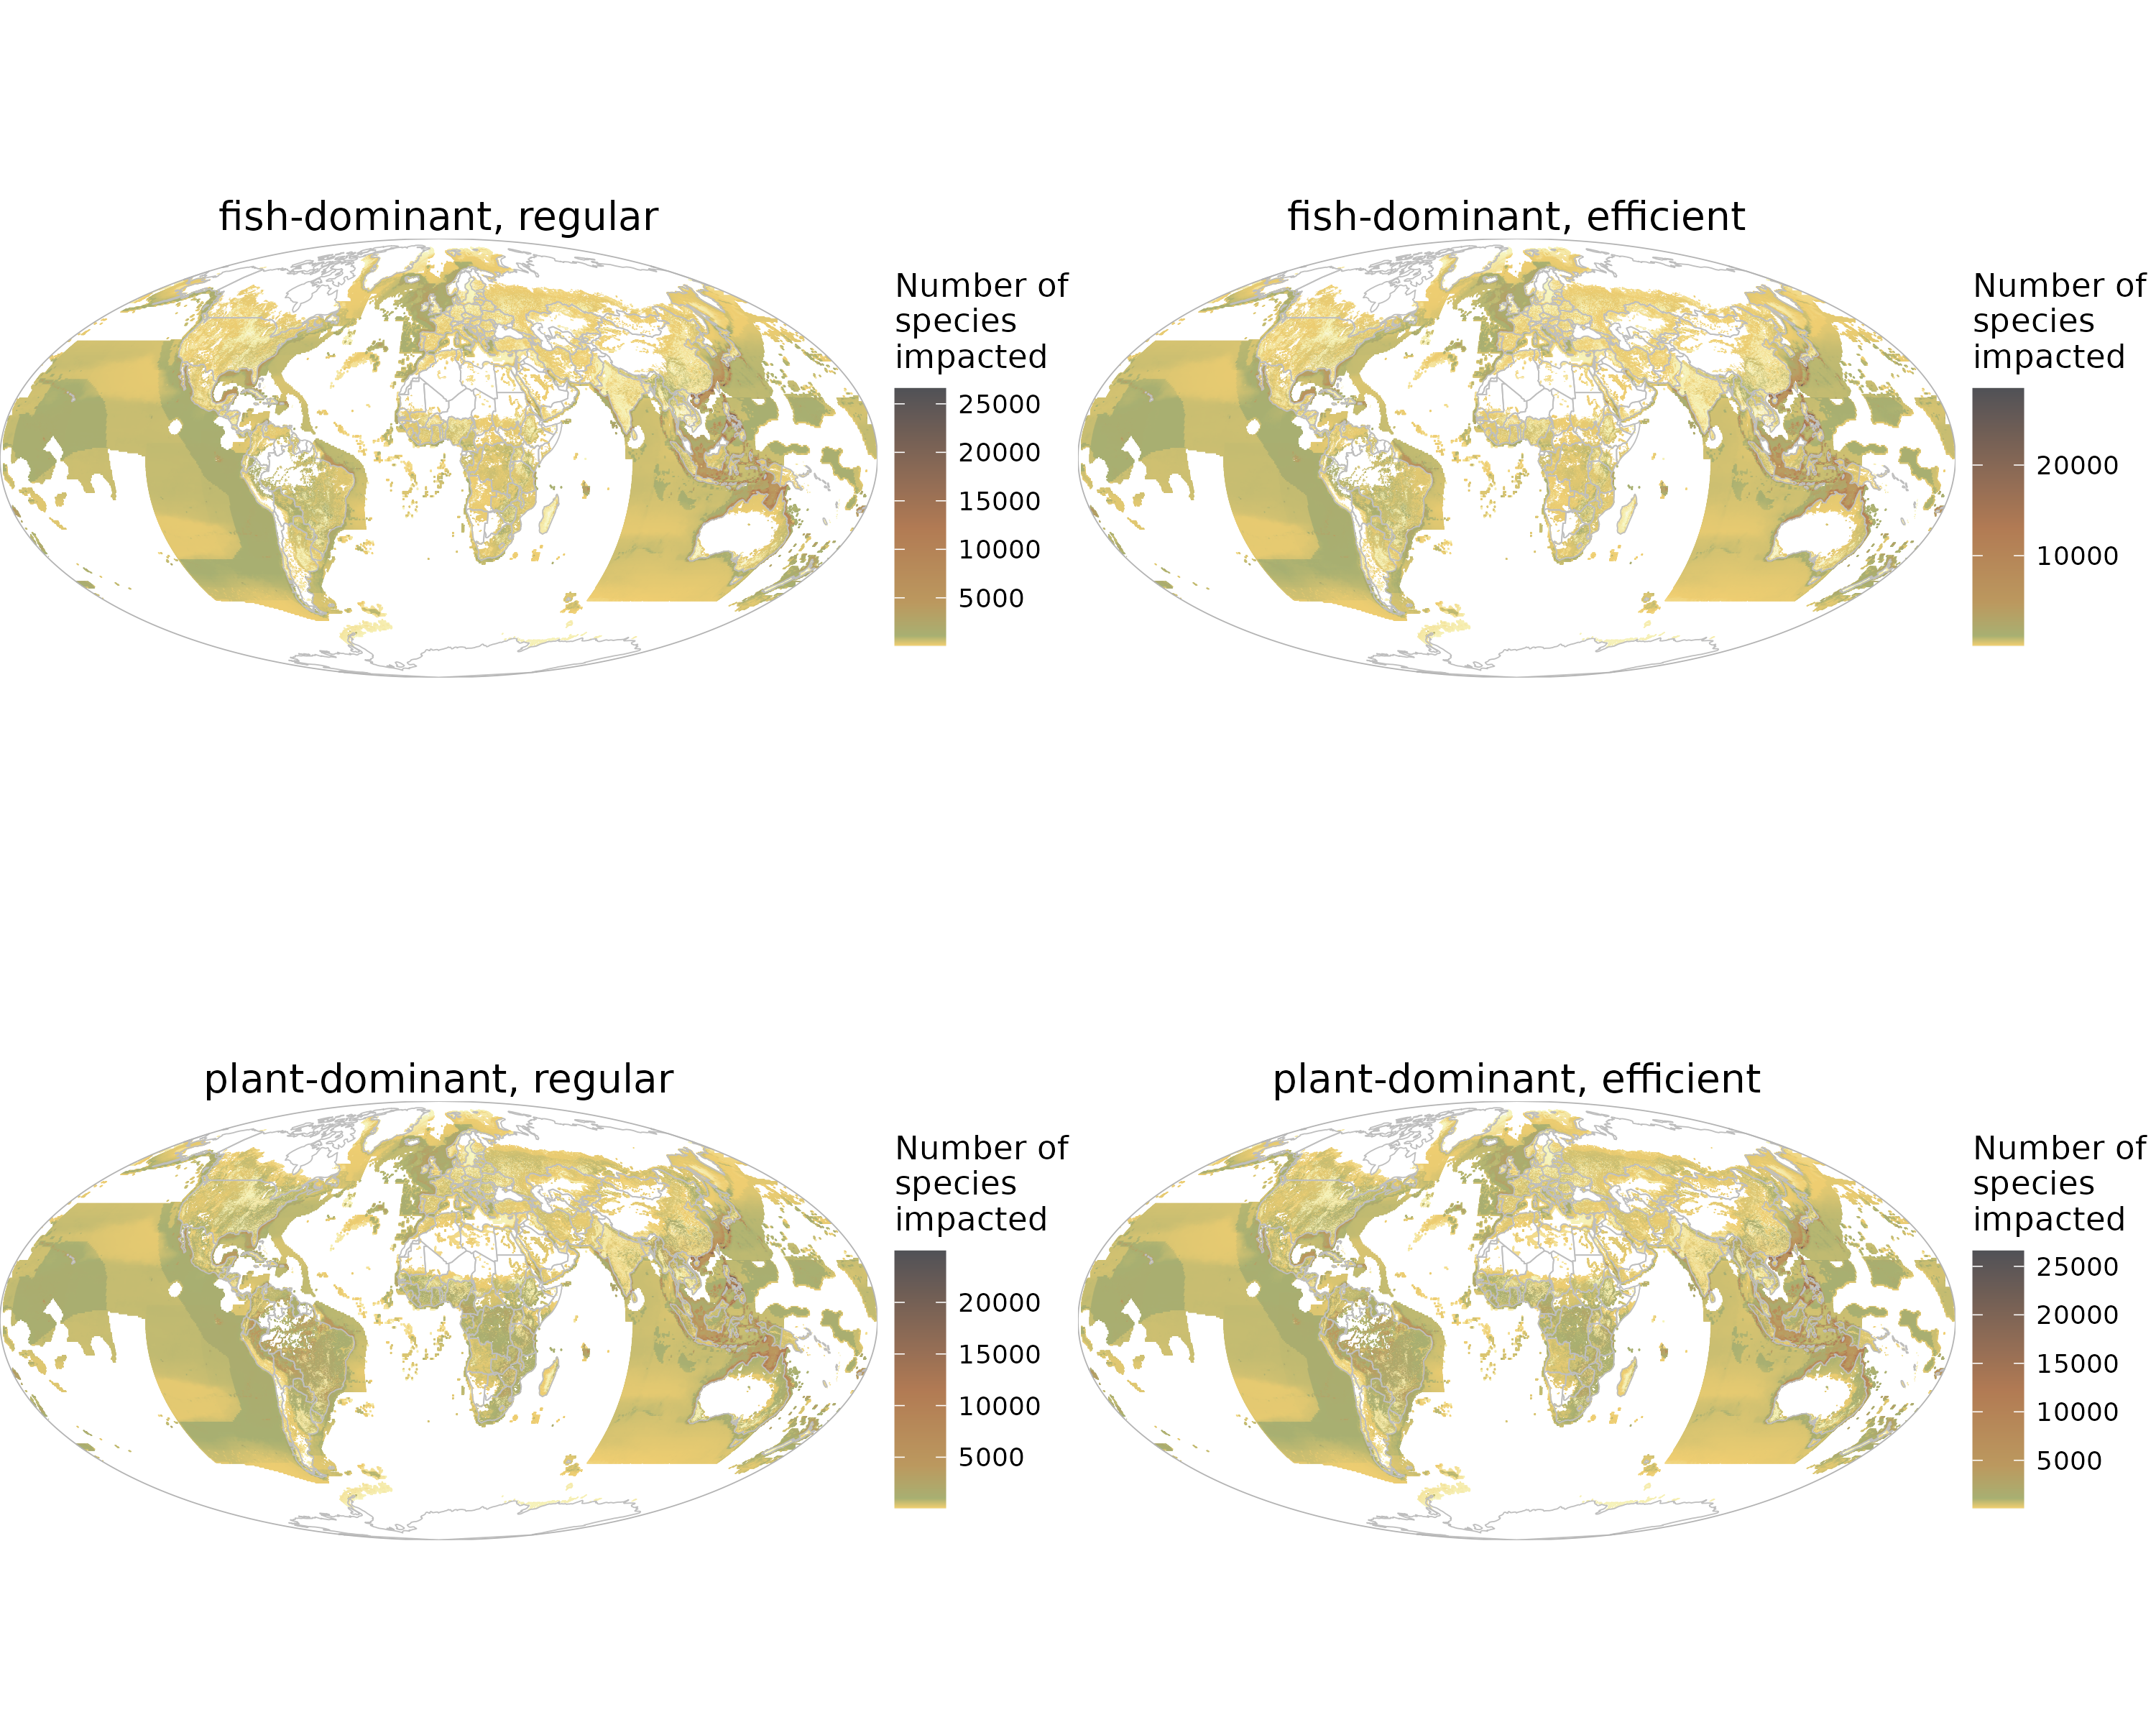 fish-dominant, regular
Number of
species
impacted
25000
20000
15000
10000
5000
fish-dominant, efficient
Number of
species
impacted
20000
10000
plant-dominant, regular
Number of
species
impacted
20000
15000
10000
5000
plant-dominant, efficient
Number of
species
impacted
25000
20000
15000
10000
5000